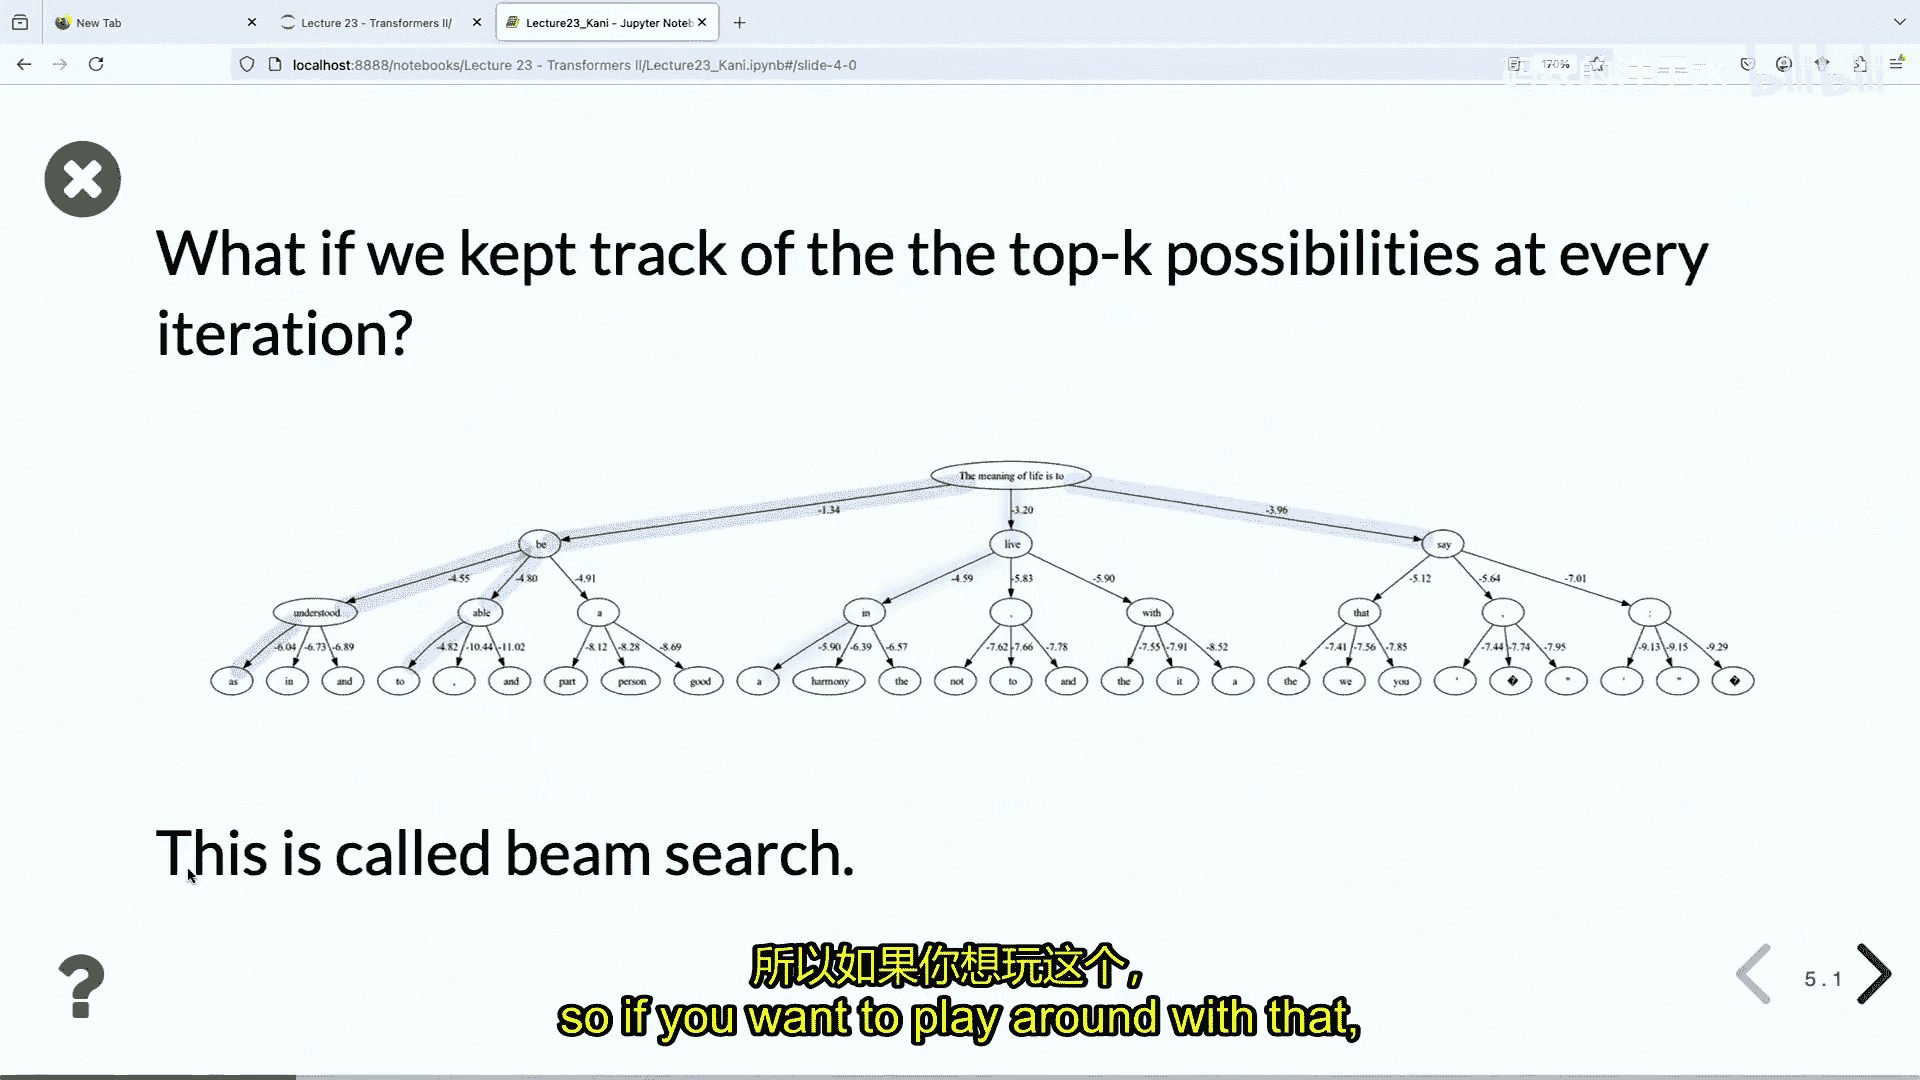 New Tab
Lecture 23 - Transformers II/
Lecture23_Kani - Jupyter Noteb
localhost:8888/notebooks/Lecture 23 - Transformers II/Lecture23_Kani.ipynb#/slide-4-0
170%
What if we kept track of the the top-k possibilities at every
iteration?
The meaning of life is to
-1.34 -3.20 -3.96
be live say
-4.55 -4.80 -4.91 -4.59 -5.83 -5.90 -5.12 -5.64 -7.01
understood able a in , with that , :
-6.04 -6.73 -6.89 -4.82 -10.44 -11.02 -8.12 -8.28 -8.69 -5.90 -6.39 -6.57 -7.62 -7.66 -7.78 -7.55 -7.91 -8.52 -7.41 -7.56 -7.85 -7.44 -7.74 -7.95 -9.13 -9.15 -9.29
as in and to , and part person good a harmony the not to and the it a the we you ' � " ' " �
This is called beam search.
所以如果你想玩这个,
so if you want to play around with that,
5.1